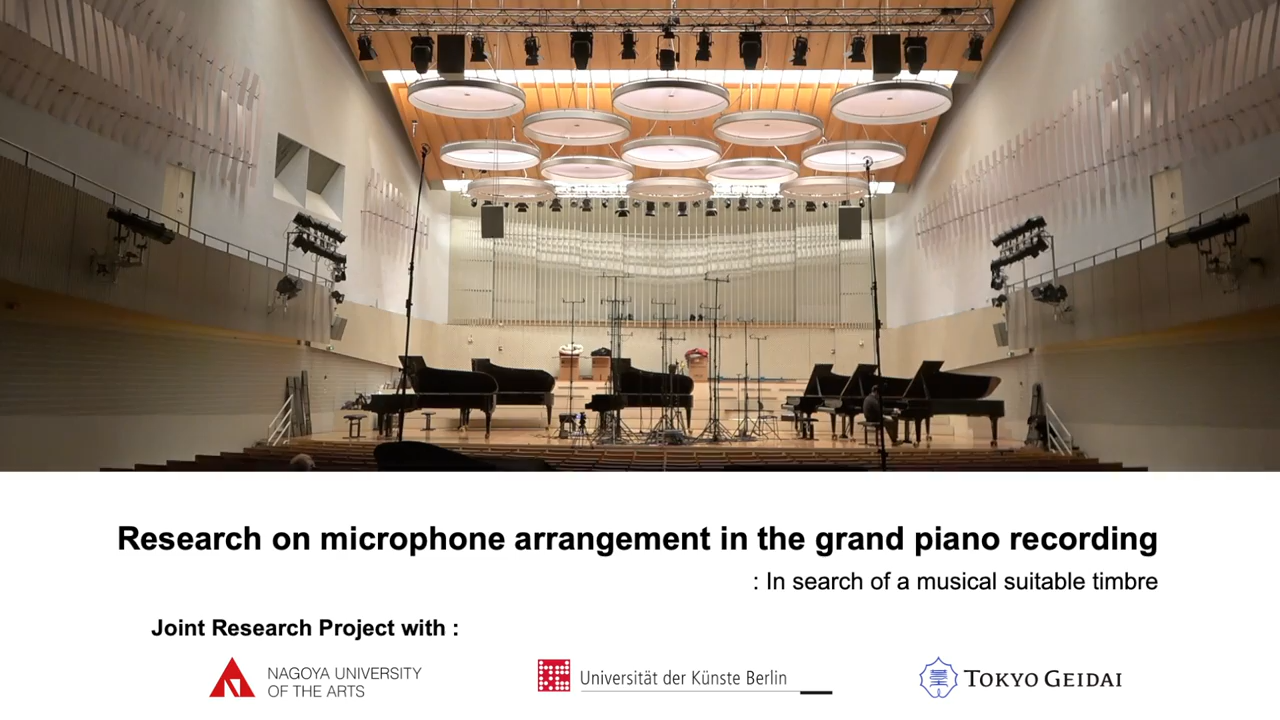 Research on microphone arrangement in the grand piano recording
: In search of a musical suitable timbre
Joint Research Project with :
NAGOYA UNIVERSITY
OF THE ARTS
Universität der Künste Berlin
TOKYO GEIDAI